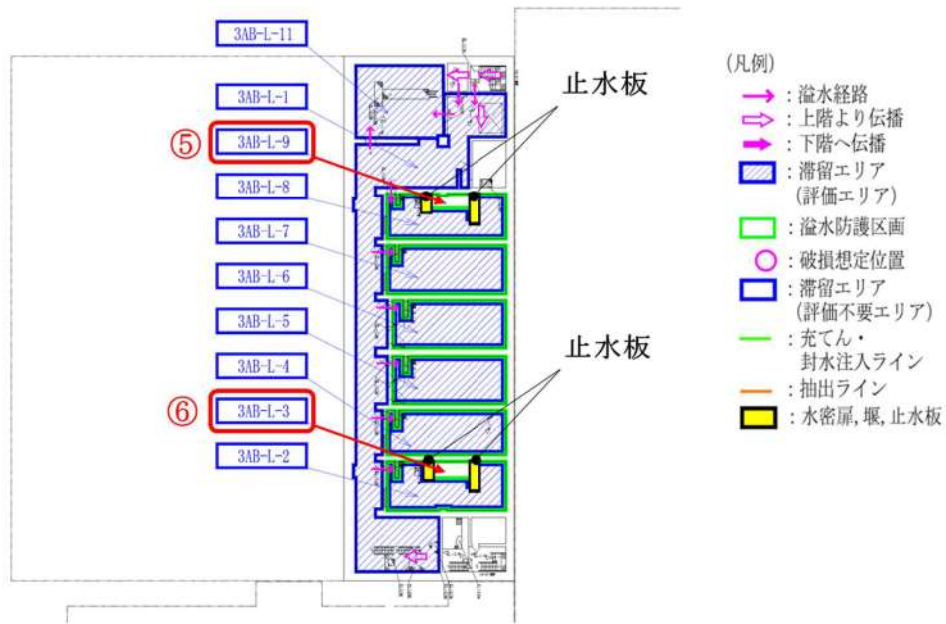 3AB-L-11
3AB-L-1
⑤
3AB-L-9
3AB-L-8
3AB-L-7
3AB-L-6
3AB-L-5
3AB-L-4
⑥
3AB-L-3
3AB-L-2
止水板
止水板
(凡例)
:溢水経路
:上階より伝播
:下階へ伝播
:滞留エリア
(評価エリア)
:溢水防護区画
:破損想定位置
:滞留エリア
(評価不要エリア)
:充てん・
封水注入ライン
:抽出ライン
:水密扉,堰,止水板